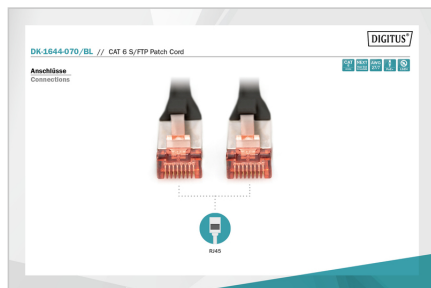 DIGITUS®
DK-1644-070/BL // CAT 6 S/FTP Patch Cord
Anschlüsse
Connections
RJ45